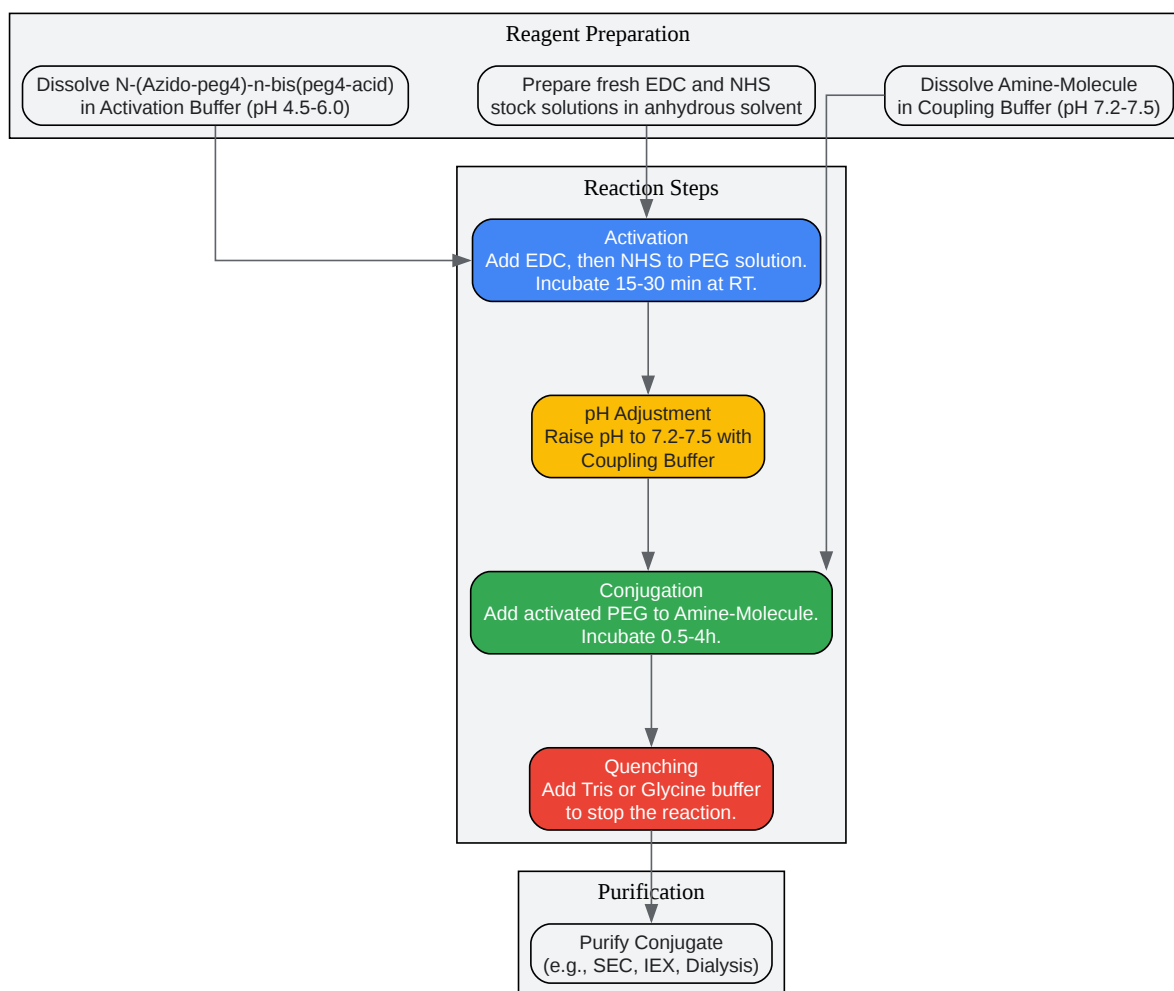 Reagent Preparation
Dissolve N-(Azido-peg4)-n-bis(peg4-acid)
in Activation Buffer (pH 4.5-6.0)
Prepare fresh EDC and NHS
stock solutions in anhydrous solvent
Dissolve Amine-Molecule
in Coupling Buffer (pH 7.2-7.5)
Reaction Steps
Activation
Add EDC, then NHS to PEG solution.
Incubate 15-30 min at RT.
pH Adjustment
Raise pH to 7.2-7.5 with
Coupling Buffer
Conjugation
Add activated PEG to Amine-Molecule.
Incubate 0.5-4h.
Quenching
Add Tris or Glycine buffer
to stop the reaction.
Purification
Purify Conjugate
(e.g., SEC, IEX, Dialysis)